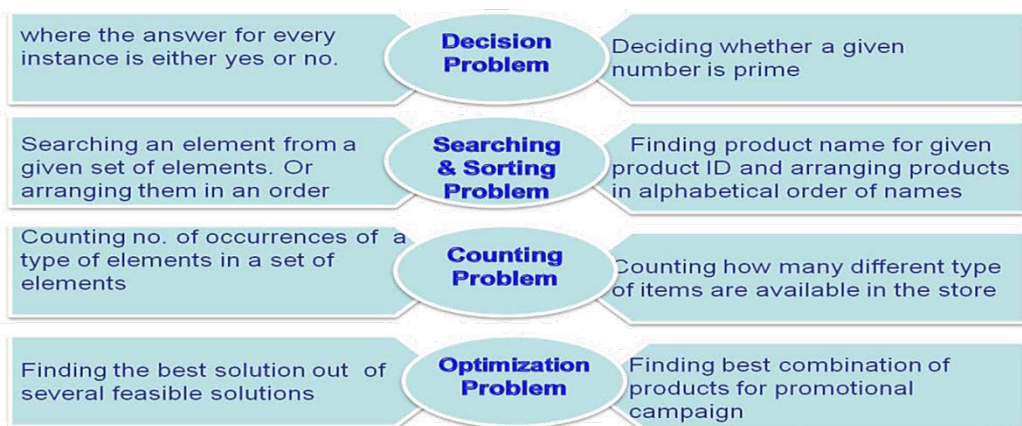 where the answer for every
instance is either yes or no.
Decision
Problem
Deciding whether a given
number is prime
Searching an element from a
given set of elements. Or
arranging them in an order
Searching
& Sorting
Problem
Finding product name for given
product ID and arranging products
in alphabetical order of names
Counting no. of occurrences of a
type of elements in a set of
elements
Counting
Problem
Counting how many different type
of items are available in the store
Finding the best solution out of
several feasible solutions
Optimization
Problem
Finding best combination of
products for promotional
campaign